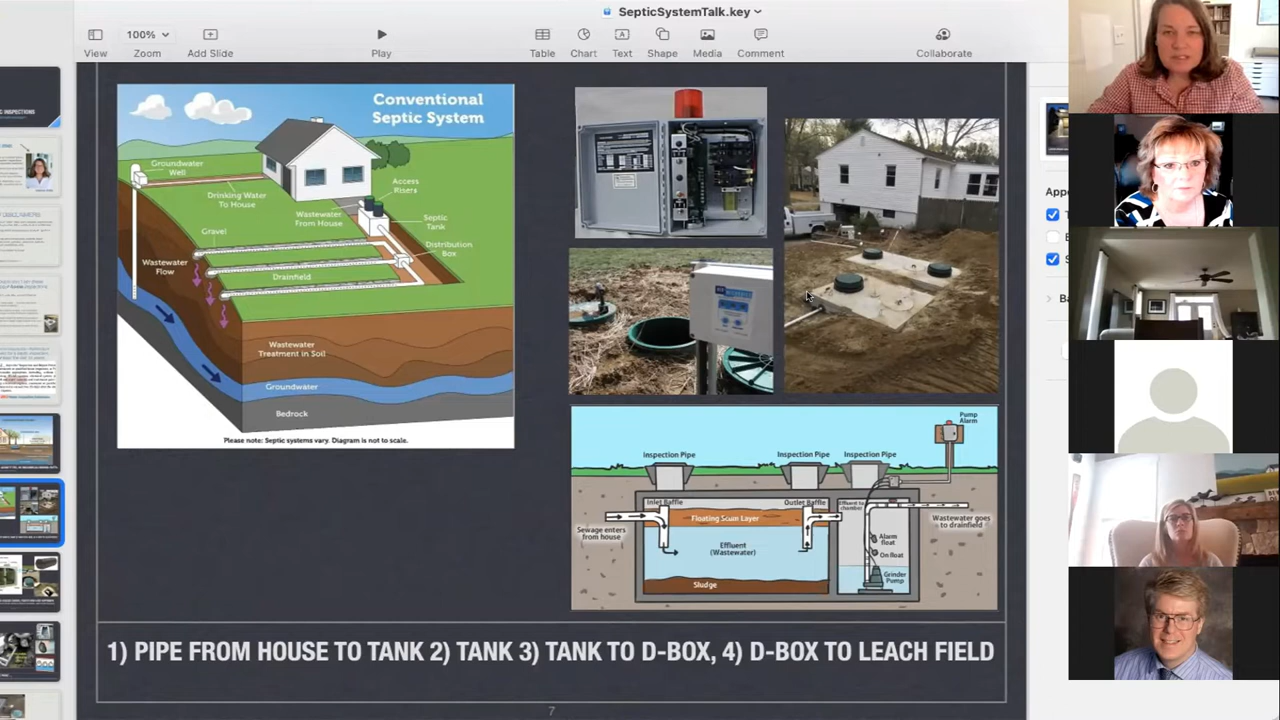 SepticSystemTalk.key
100%
View
Zoom
Add Slide
Play
Table
Chart
Text
Shape
Media
Comment
Collaborate
Conventional
Septic System
Groundwater
Well
Drinking Water
To House
Access
Risers
Wastewater
From House
Septic
Tank
Gravel
Distribution
Box
Wastewater
Flow
Drainfield
Wastewater
Treatment in Soil
Groundwater
Bedrock
Please note: Septic systems vary. Diagram is not to scale.
Pump
Alarm
Inspection Pipe
Inspection Pipe
Inspection Pipe
Inlet Baffle
Outlet Baffle
Effluent to
chamber
Sewage enters
from house
Floating Scum Layer
Wastewater goes
to drainfield
Effluent
(Wastewater)
Alarm
float
On float
Grinder
Pump
Sludge
1) PIPE FROM HOUSE TO TANK 2) TANK 3) TANK TO D-BOX, 4) D-BOX TO LEACH FIELD
7